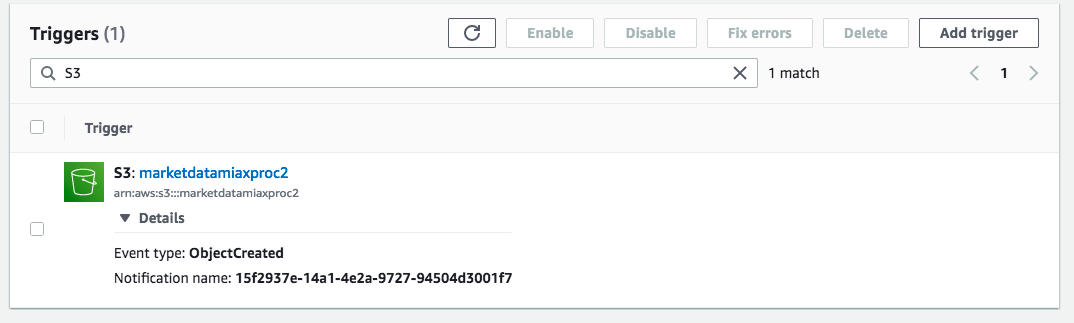 Triggers (1)
Enable
Disable
Fix errors
Delete
Add trigger
S3
1 match
1
Trigger
S3: marketdatamiaxproc2
arn:aws:s3:::marketdatamiaxproc2
Details
Event type: ObjectCreated
Notification name: 15f2937e-14a1-4e2a-9727-94504d3001f7